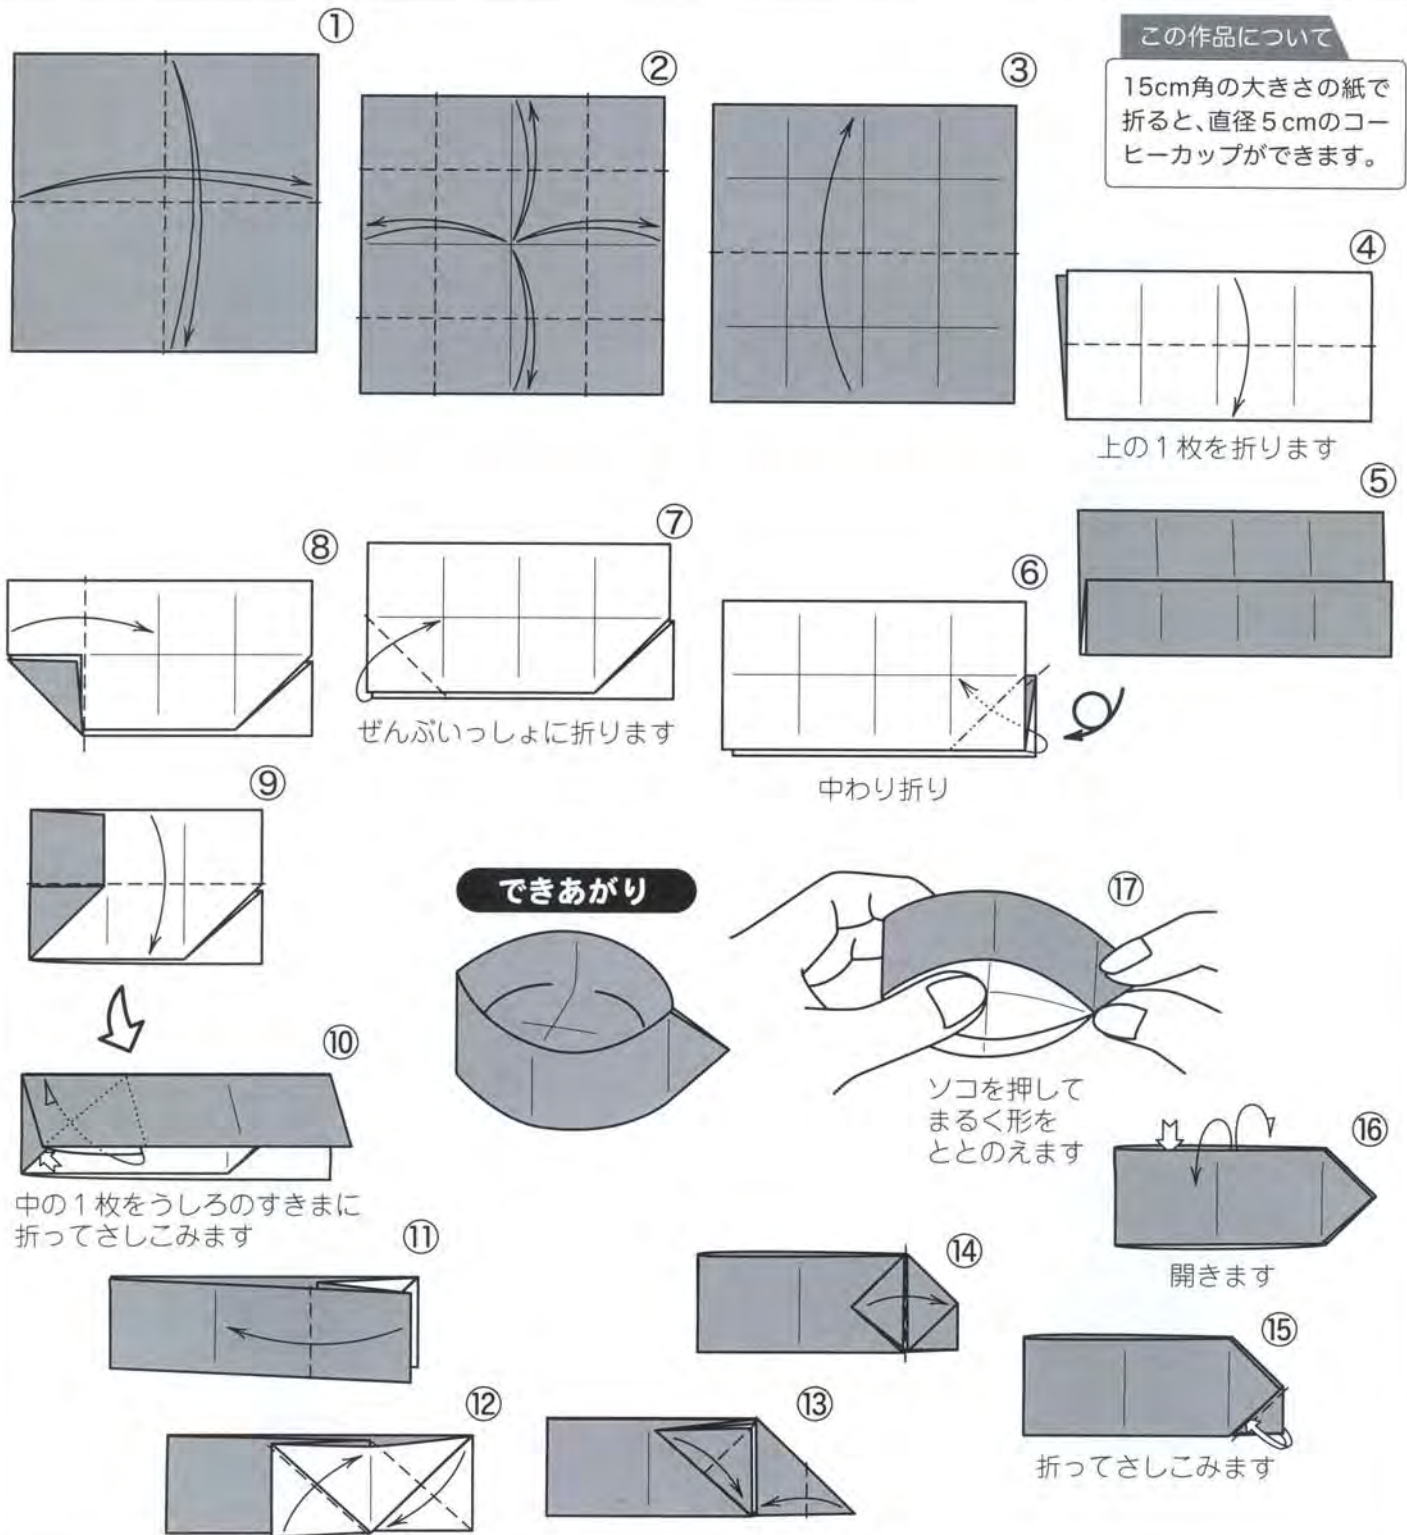 ①
②
③
この作品について
15cm角の大きさの紙で
折ると、直径5cmのコー
ヒーカップができます。
④
上の1枚を折ります
⑤
⑥
中わり折り
⑦
ぜんぶいっしょに折ります
⑧
⑨
⑩
中の1枚をうしろのすきまに
折ってさしこみます
⑪
⑫
⑬
⑭
⑮
折ってさしこみます
⑯
開きます
⑰
ソコを押して
まるく形を
ととのえます
できあがり